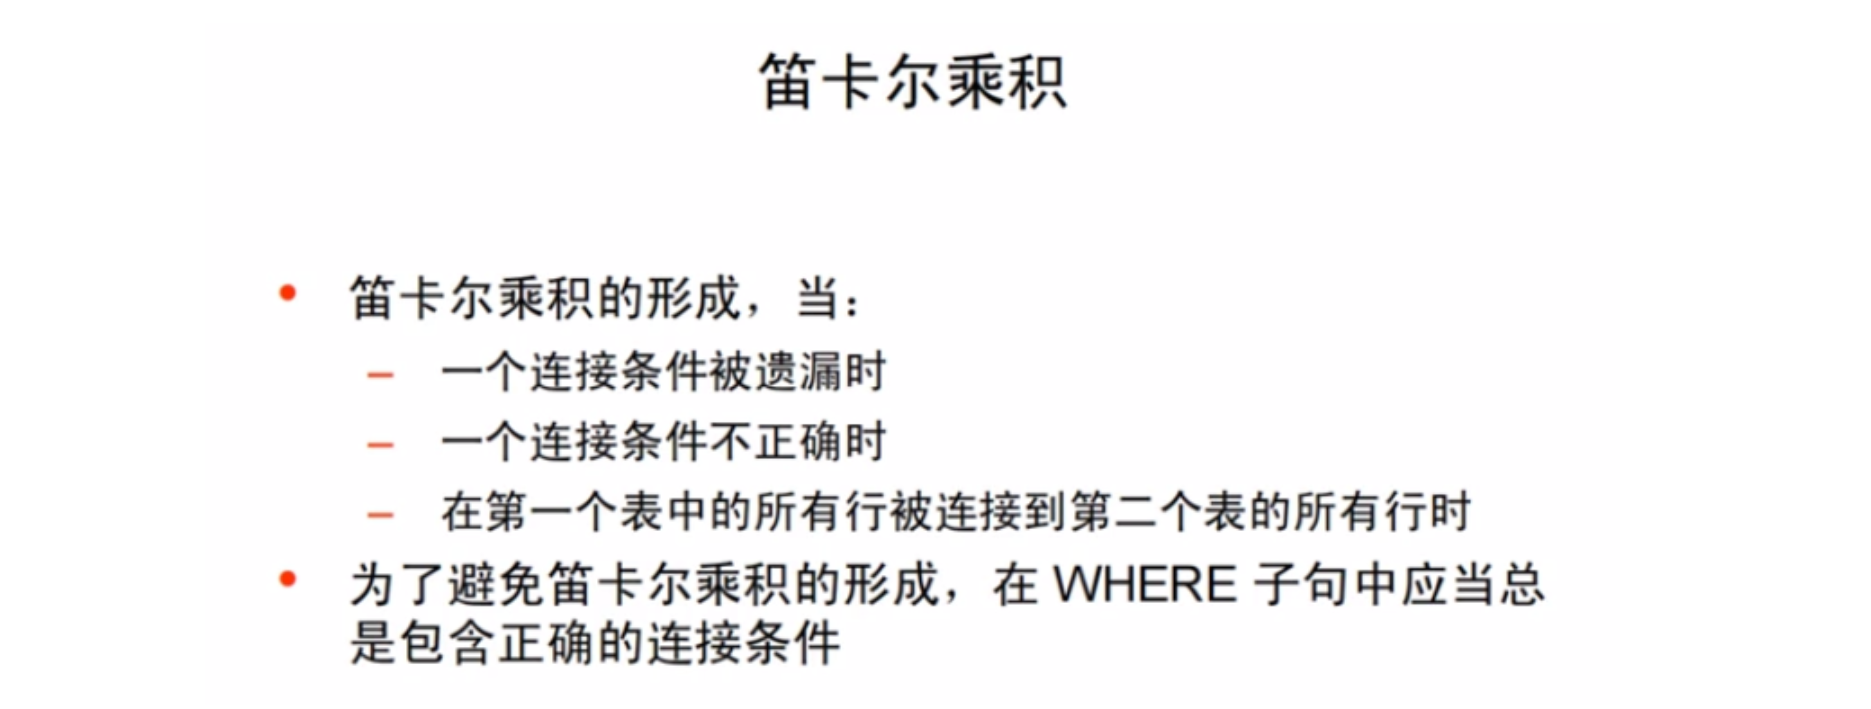 笛卡尔乘积
• 笛卡尔乘积的形成，当：
– 一个连接条件被遗漏时
– 一个连接条件不正确时
– 在第一个表中的所有行被连接到第二个表的所有行时
• 为了避免笛卡尔乘积的形成，在 WHERE 子句中应当总
是包含正确的连接条件